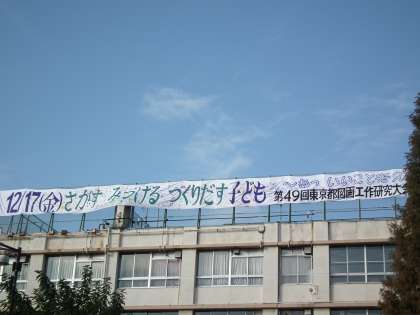 12/17(金)さがす みつける つくりだす 子ども
第49回東京都図画工作研究大